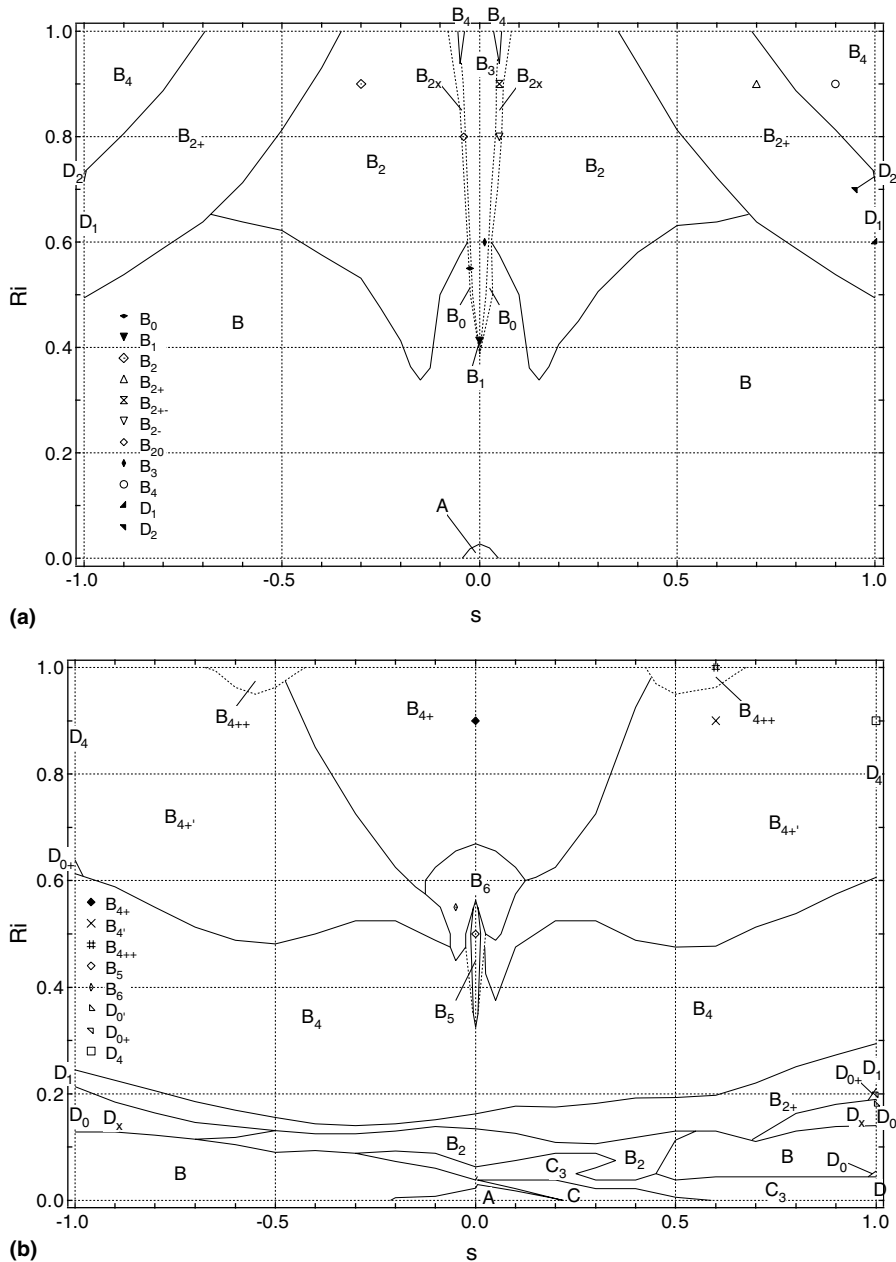 B4 B4
1.0
B4 B3 B4
B2x B2x
0.8
B2+ B2 B2 B2+
D2 D2
D1 D1
0.6
Ri
B B0 B0
B0
B1
0.4
B2 B1 B
B2+
B2+-
B2-
0.2
B20
B3
B4 A
D1
D2
0.0
-1.0 -0.5 0.0 0.5 1.0
(a) s
1.0
B4++ B4+ B4++
D4
0.8
D4
B4+' B4+'
D0+
0.6
B6
B4+
B4'
Ri
B4++
B5
B6
0.4
D0' B4 B5 B4
D0+
D4
D1 D0+ D1
0.2
D0 Dx B2+ Dx D0
B2
B C3 B2 B D0
A C C3 D
0.0
-1.0 -0.5 0.0 0.5 1.0
(b) s